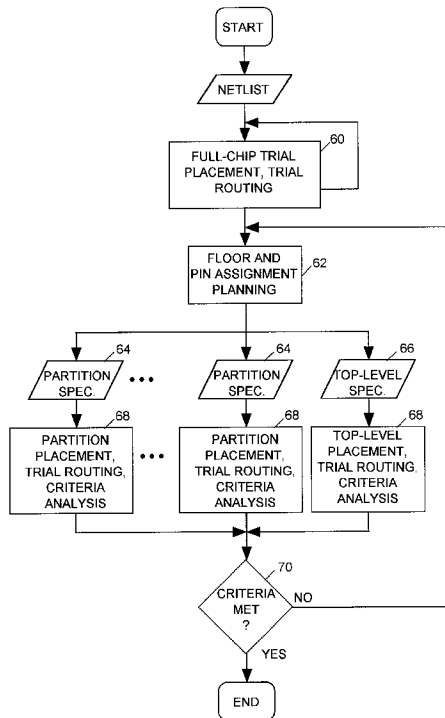 START
NETLIST
60
FULL-CHIP TRIAL
PLACEMENT, TRIAL
ROUTING
FLOOR AND
PIN ASSIGNMENT
PLANNING
62
64
64
66
PARTITION
SPEC.
PARTITION
SPEC.
TOP-LEVEL
SPEC.
68
68
68
PARTITION
PLACEMENT,
TRIAL ROUTING,
CRITERIA
ANALYSIS
PARTITION
PLACEMENT,
TRIAL ROUTING,
CRITERIA
ANALYSIS
TOP-LEVEL
PLACEMENT,
TRIAL ROUTING,
CRITERIA
ANALYSIS
70
CRITERIA
MET
?
NO
YES
END